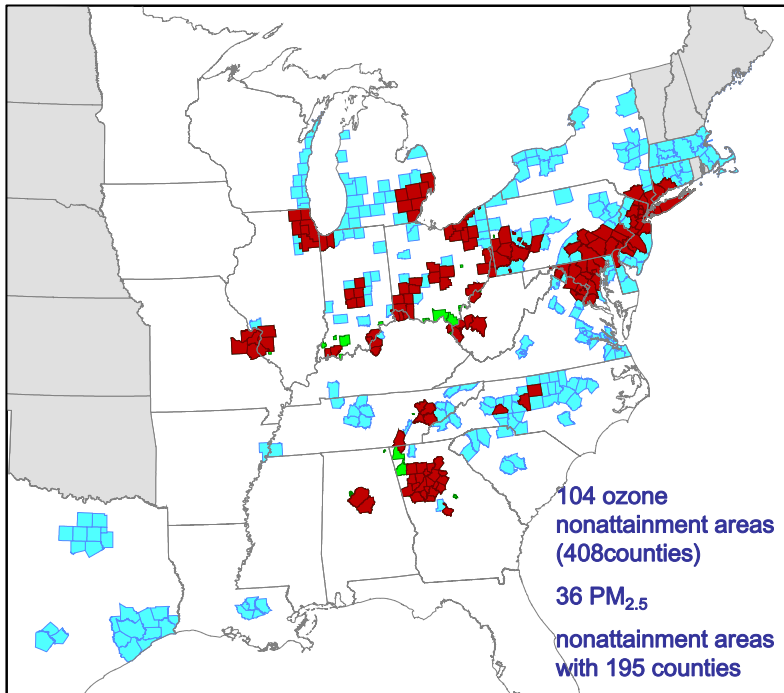 104 ozone
nonattainment areas
(408counties)
36 PM2.5
nonattainment areas
with 195 counties